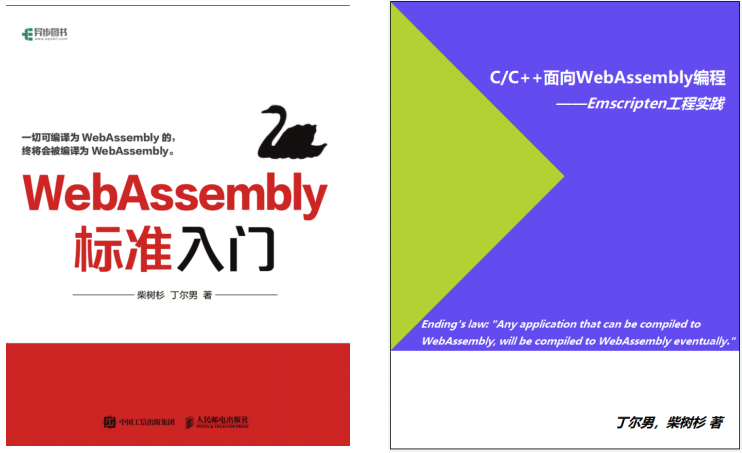 异步图书
www.epubit.com
一切可编译为 WebAssembly 的，
终将会被编译为 WebAssembly。
WebAssembly
标准入门
柴树杉 丁尔男 著
中国工信出版集团
人民邮电出版社
POSTS & TELECOM PRESS
C/C++面向WebAssembly编程
——Emscripten工程实践
Ending's law: "Any application that can be compiled to
WebAssembly, will be compiled to WebAssembly eventually."
丁尔男，柴树杉 著